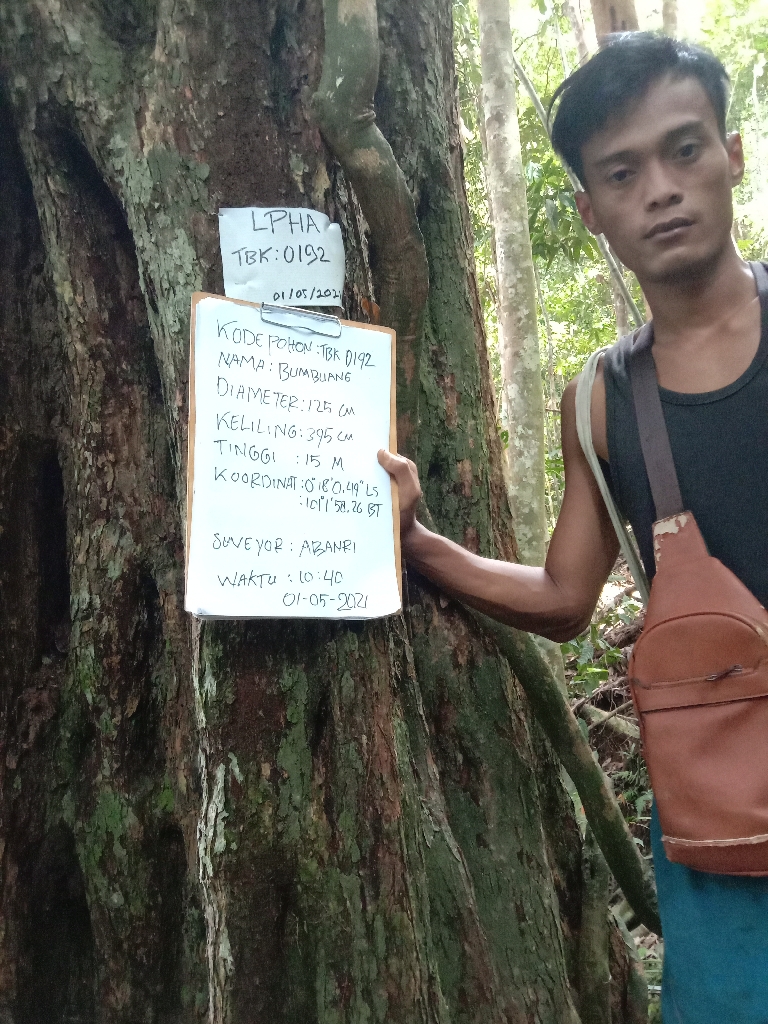 LPHA
TBK:0192
01/05/2021
KODE POHON:TBK 0192
NAMA: BUMBUANG
DIAMETER:125 CM
KELILING:395 CM
TINGGI :15 M
KOORDINAT:0°18'0,49" LS
:101°1'58,26 BT
SUVEYOR: ABANRI
WAKTU :10:40
01-05-2021